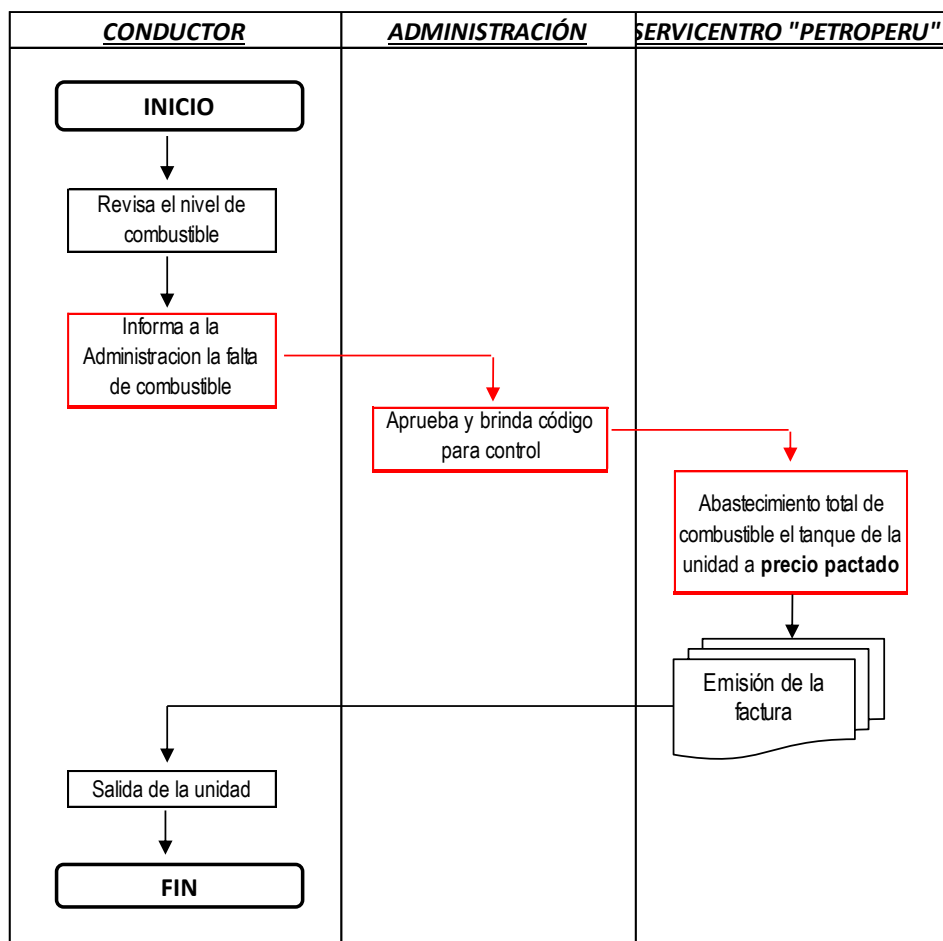 CONDUCTOR
ADMINISTRACIÓN
SERVICENTRO "PETROPERU"
INICIO
Revisa el nivel de
combustible
Informa a la
Administracion la falta
de combustible
Aprueba y brinda código
para control
Abastecimiento total de
combustible el tanque de la
unidad a precio pactado
Emisión de la
factura
Salida de la unidad
FIN